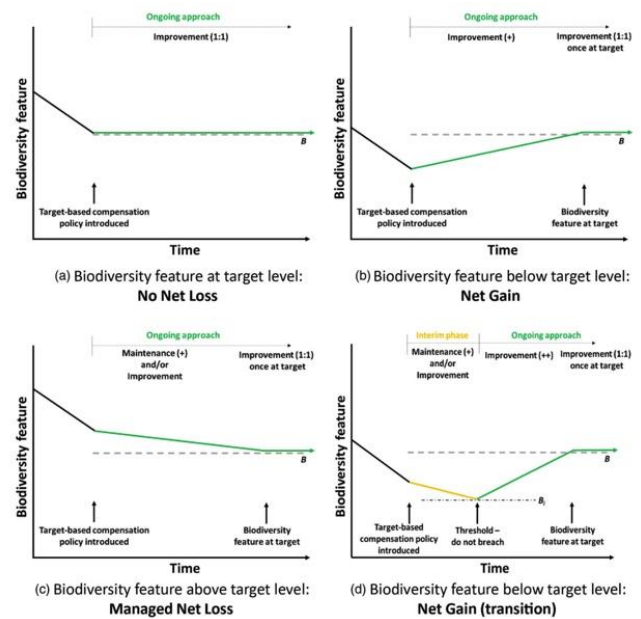 Ongoing approach
Improvement (1:1)
Biodiversity feature
B
Target-based compensation
policy introduced
Time
(a) Biodiversity feature at target level:
No Net Loss
Ongoing approach
Improvement (+)
Improvement (1:1)
once at target
Biodiversity feature
B
Target-based compensation
policy introduced
Biodiversity
feature at target
Time
(b) Biodiversity feature below target level:
Net Gain
Ongoing approach
Maintenance (+)
and/or
Improvement
Improvement (1:1)
once at target
Biodiversity feature
B
Target-based compensation
policy introduced
Biodiversity
feature at target
Time
(c) Biodiversity feature above target level:
Managed Net Loss
Interim phase
Ongoing approach
Maintenance (+)
and/or
Improvement
Improvement (++)
Improvement (1:1)
once at target
Biodiversity feature
B
Bᵢ
Target-based
compensation policy
introduced
Threshold –
do not breach
Biodiversity
feature at target
Time
(d) Biodiversity feature below target level:
Net Gain (transition)